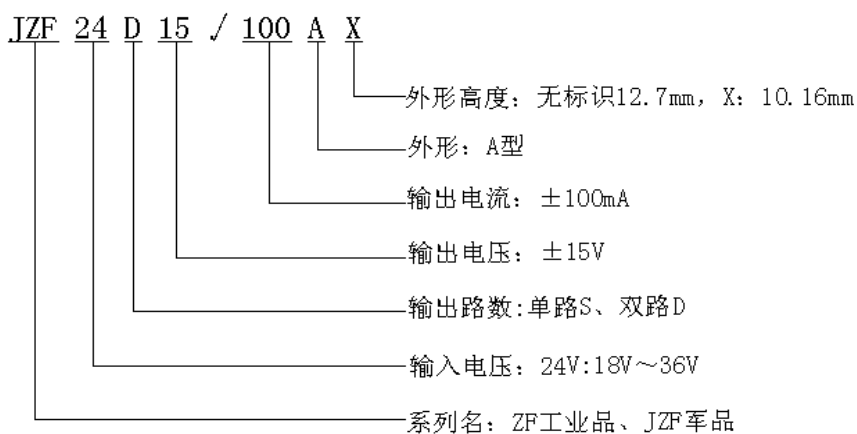 JZF 24 D 15 / 100 A X
外形高度：无标识12.7mm，X：10.16mm
外形：A型
输出电流：±100mA
输出电压：±15V
输出路数:单路S、双路D
输入电压：24V:18V～36V
系列名：ZF工业品、JZF军品